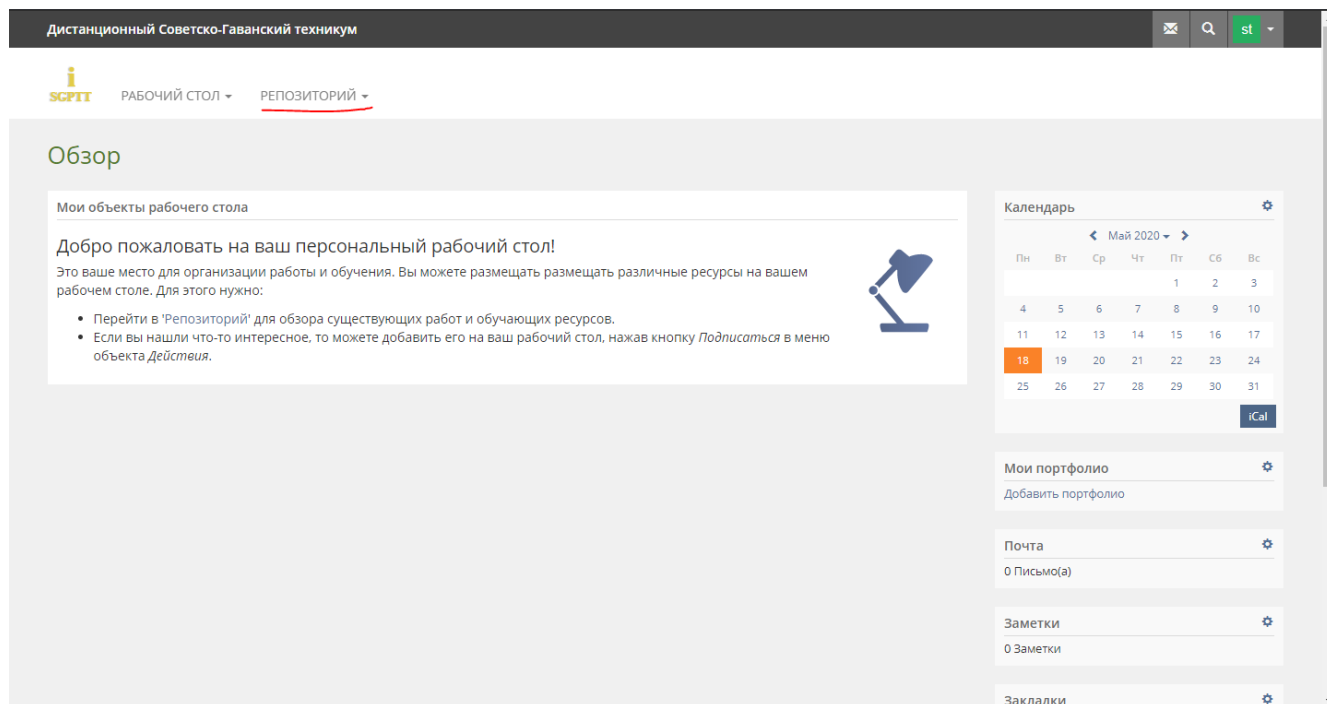 Дистанционный Советско-Гаванский техникум
st
i
SGPTT
РАБОЧИЙ СТОЛ
РЕПОЗИТОРИЙ
Обзор
Мои объекты рабочего стола
Добро пожаловать на ваш персональный рабочий стол!
Это ваше место для организации работы и обучения. Вы можете размещать размещать различные ресурсы на вашем
рабочем столе. Для этого нужно:
• Перейти в 'Репозиторий' для обзора существующих работ и обучающих ресурсов.
• Если вы нашли что-то интересное, то можете добавить его на ваш рабочий стол, нажав кнопку Подписаться в меню
объекта Действия.
Календарь
Май 2020
Пн Вт Ср Чт Пт Сб Вс
1 2 3
4 5 6 7 8 9 10
11 12 13 14 15 16 17
18 19 20 21 22 23 24
25 26 27 28 29 30 31
iCal
Мои портфолио
Добавить портфолио
Почта
0 Письмо(а)
Заметки
0 Заметки
Закладки